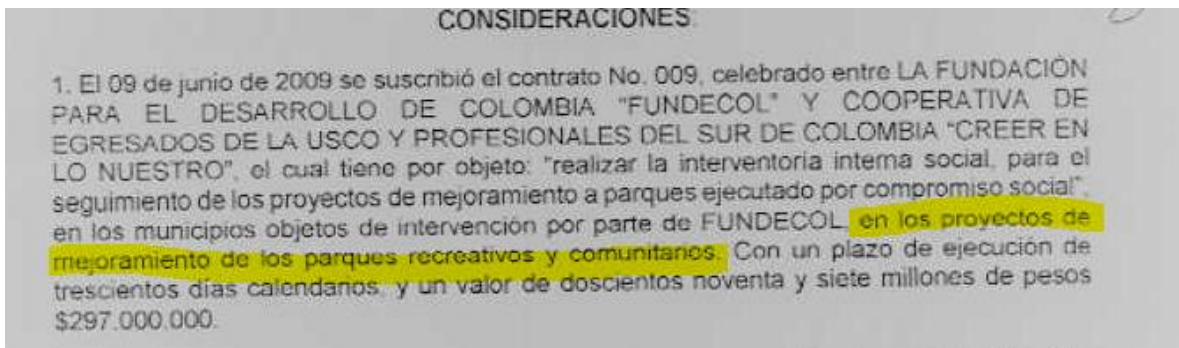 CONSIDERACIONES:
1. El 09 de junio de 2009 se suscribió el contrato No. 009, celebrado entre LA FUNDACIÓN
PARA EL DESARROLLO DE COLOMBIA "FUNDECOL" Y COOPERATIVA DE
EGRESADOS DE LA USCO Y PROFESIONALES DEL SUR DE COLOMBIA "CREER EN
LO NUESTRO", el cual tiene por objeto: "realizar la interventoría interna social, para el
seguimiento de los proyectos de mejoramiento a parques ejecutado por compromiso social",
en los municipios objetos de intervención por parte de FUNDECOL, en los proyectos de
mejoramiento de los parques recreativos y comunitarios. Con un plazo de ejecución de
trescientos días calendarios, y un valor de doscientos noventa y siete millones de pesos
$297.000.000.